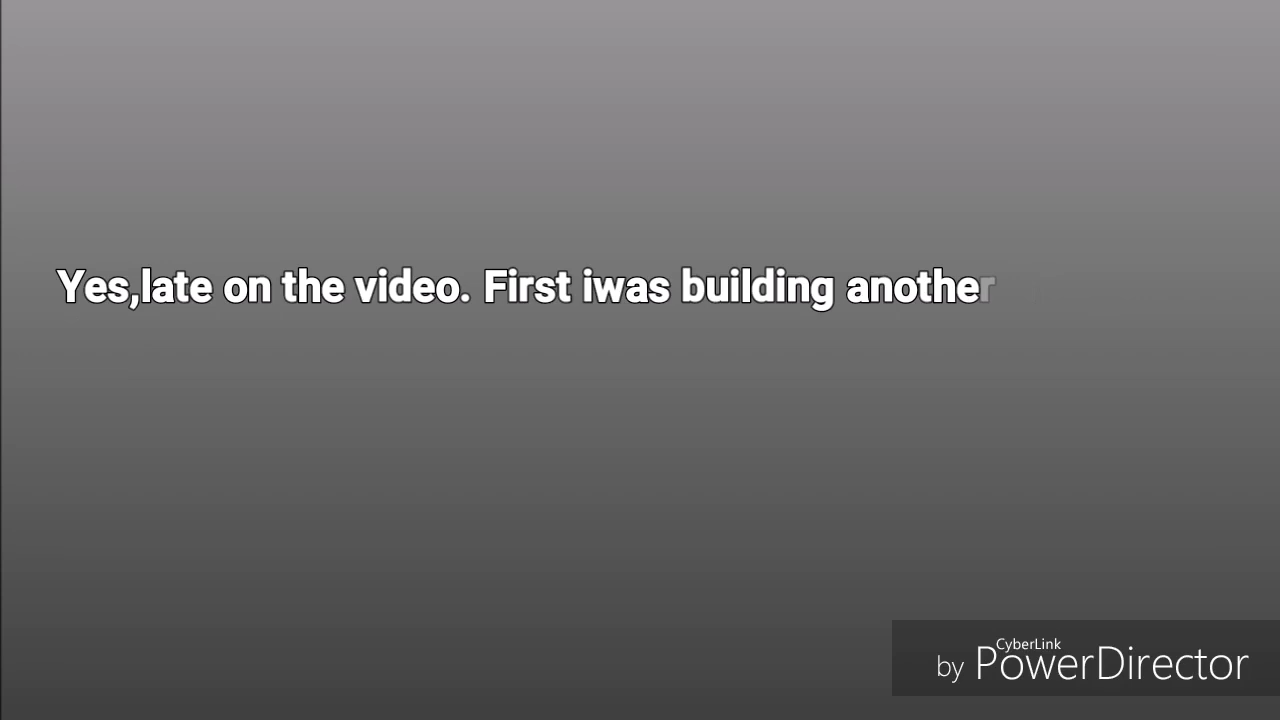 Yes,late on the video. First iwas building another
CyberLink
by PowerDirector